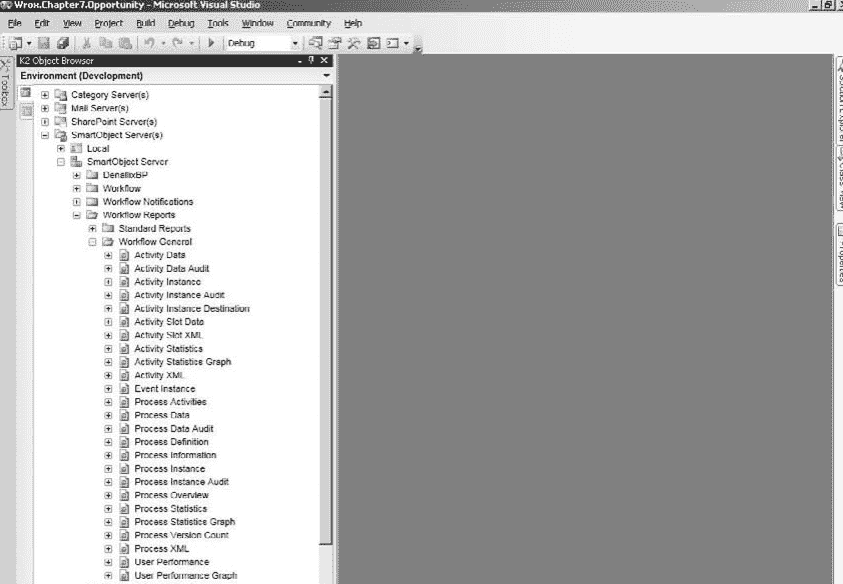 Wrox.Chapter7.Opportunity - Microsoft Visual Studio
File Edit View Project Build Debug Tools Window Community Help
Debug
K2 Object Browser
Environment (Development)
Toolbox
Category Server(s)
Mail Server(s)
SharePoint Server(s)
SmartObject Server(s)
Local
SmartObject Server
DenallixBP
Workflow
Workflow Notifications
Workflow Reports
Standard Reports
Workflow General
Activity Data
Activity Data Audit
Activity Instance
Activity Instance Audit
Activity Instance Destination
Activity Slot Data
Activity Slot XML
Activity Statistics
Activity Statistics Graph
Activity XML
Event Instance
Process Activities
Process Data
Process Data Audit
Process Definition
Process Information
Process Instance
Process Instance Audit
Process Overview
Process Statistics
Process Statistics Graph
Process Version Count
Process XML
User Performance
User Performance Graph
Solution Explorer
Class View
Properties